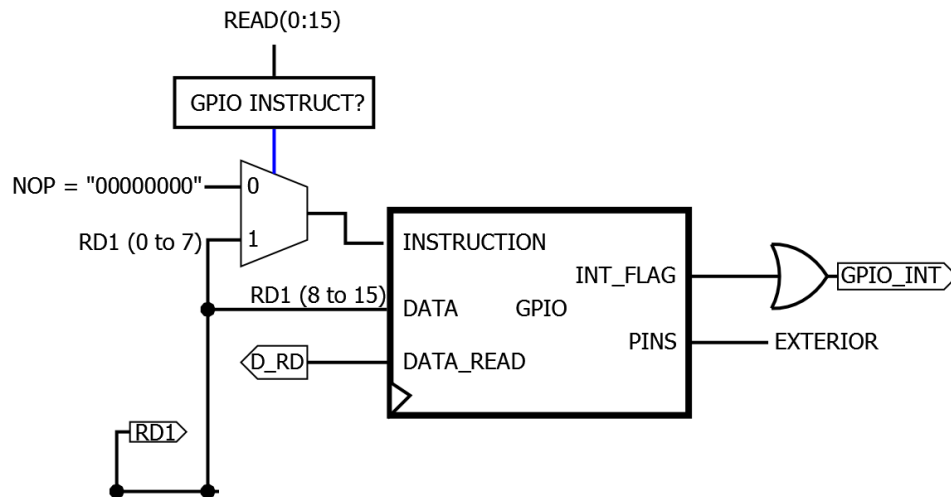 READ(0:15)
GPIO INSTRUCT?
NOP = "00000000"
0
RD1 (0 to 7)
1
INSTRUCTION
INT_FLAG
GPIO_INT
RD1 (8 to 15)
DATA
GPIO
PINS
EXTERIOR
D_RD
DATA_READ
RD1